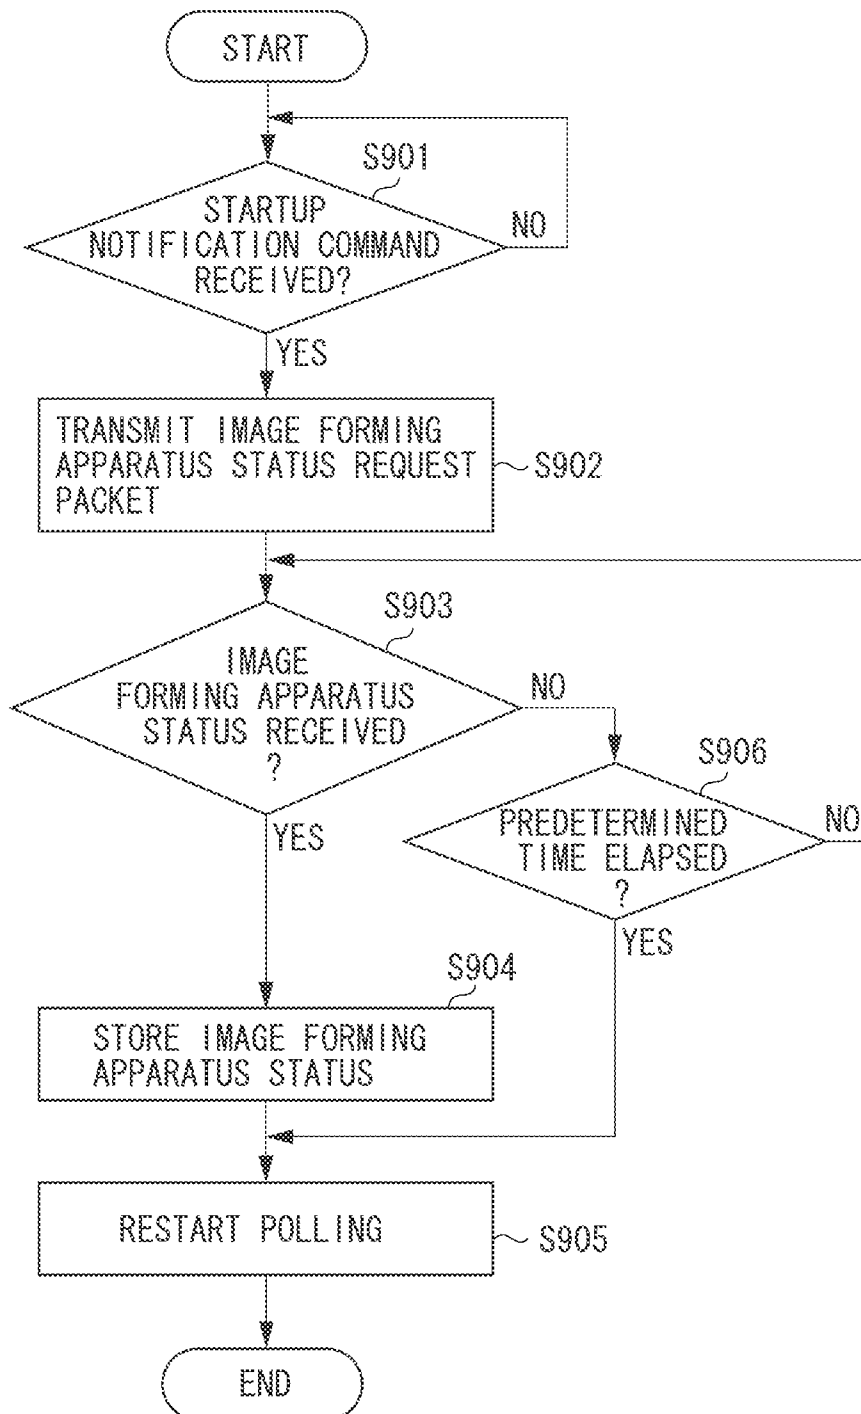 START
S901
STARTUP
NOTIFICATION COMMAND
RECEIVED?
NO
YES
TRANSMIT IMAGE FORMING
APPARATUS STATUS REQUEST
PACKET
S902
S903
IMAGE
FORMING APPARATUS
STATUS RECEIVED
?
NO
YES
S906
PREDETERMINED
TIME ELAPSED
?
NO
YES
S904
STORE IMAGE FORMING
APPARATUS STATUS
RESTART POLLING
S905
END